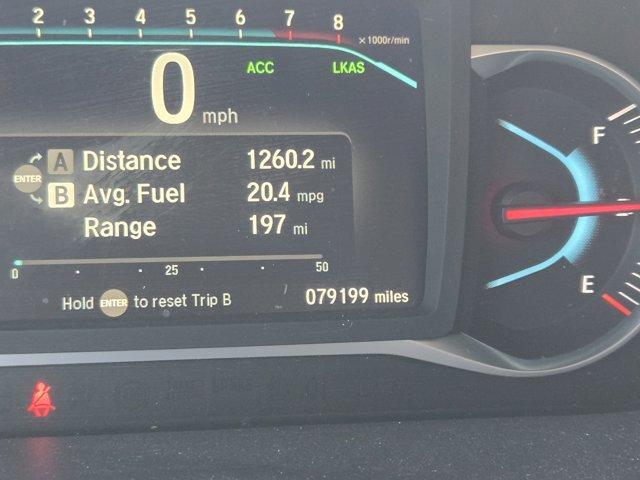 2 3 4 5 6 7 8
×1000r/min
ACC LKAS
0 mph
A Distance 1260.2 mi
ENTER
B Avg. Fuel 20.4 mpg
Range 197 mi
0 25 50
Hold ENTER to reset Trip B
079199 miles
F
E